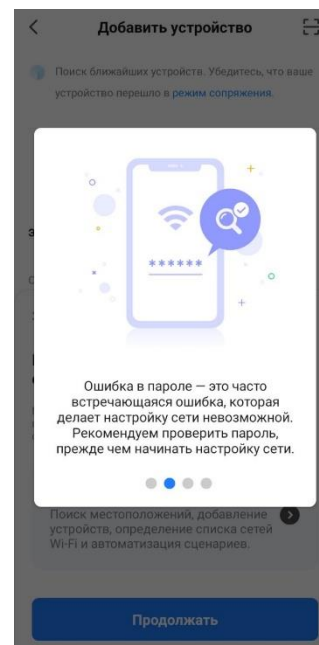 Добавить устройство
Поиск ближайших устройств. Убедитесь, что ваше
устройство перешло в режим сопряжения.
******
Ошибка в пароле — это часто
встречающаяся ошибка, которая
делает настройку сети невозможной.
Рекомендуем проверить пароль,
прежде чем начинать настройку сети.
Поиск местоположений, добавление
устройств, определение списка сетей
Wi-Fi и автоматизация сценариев.
Продолжать